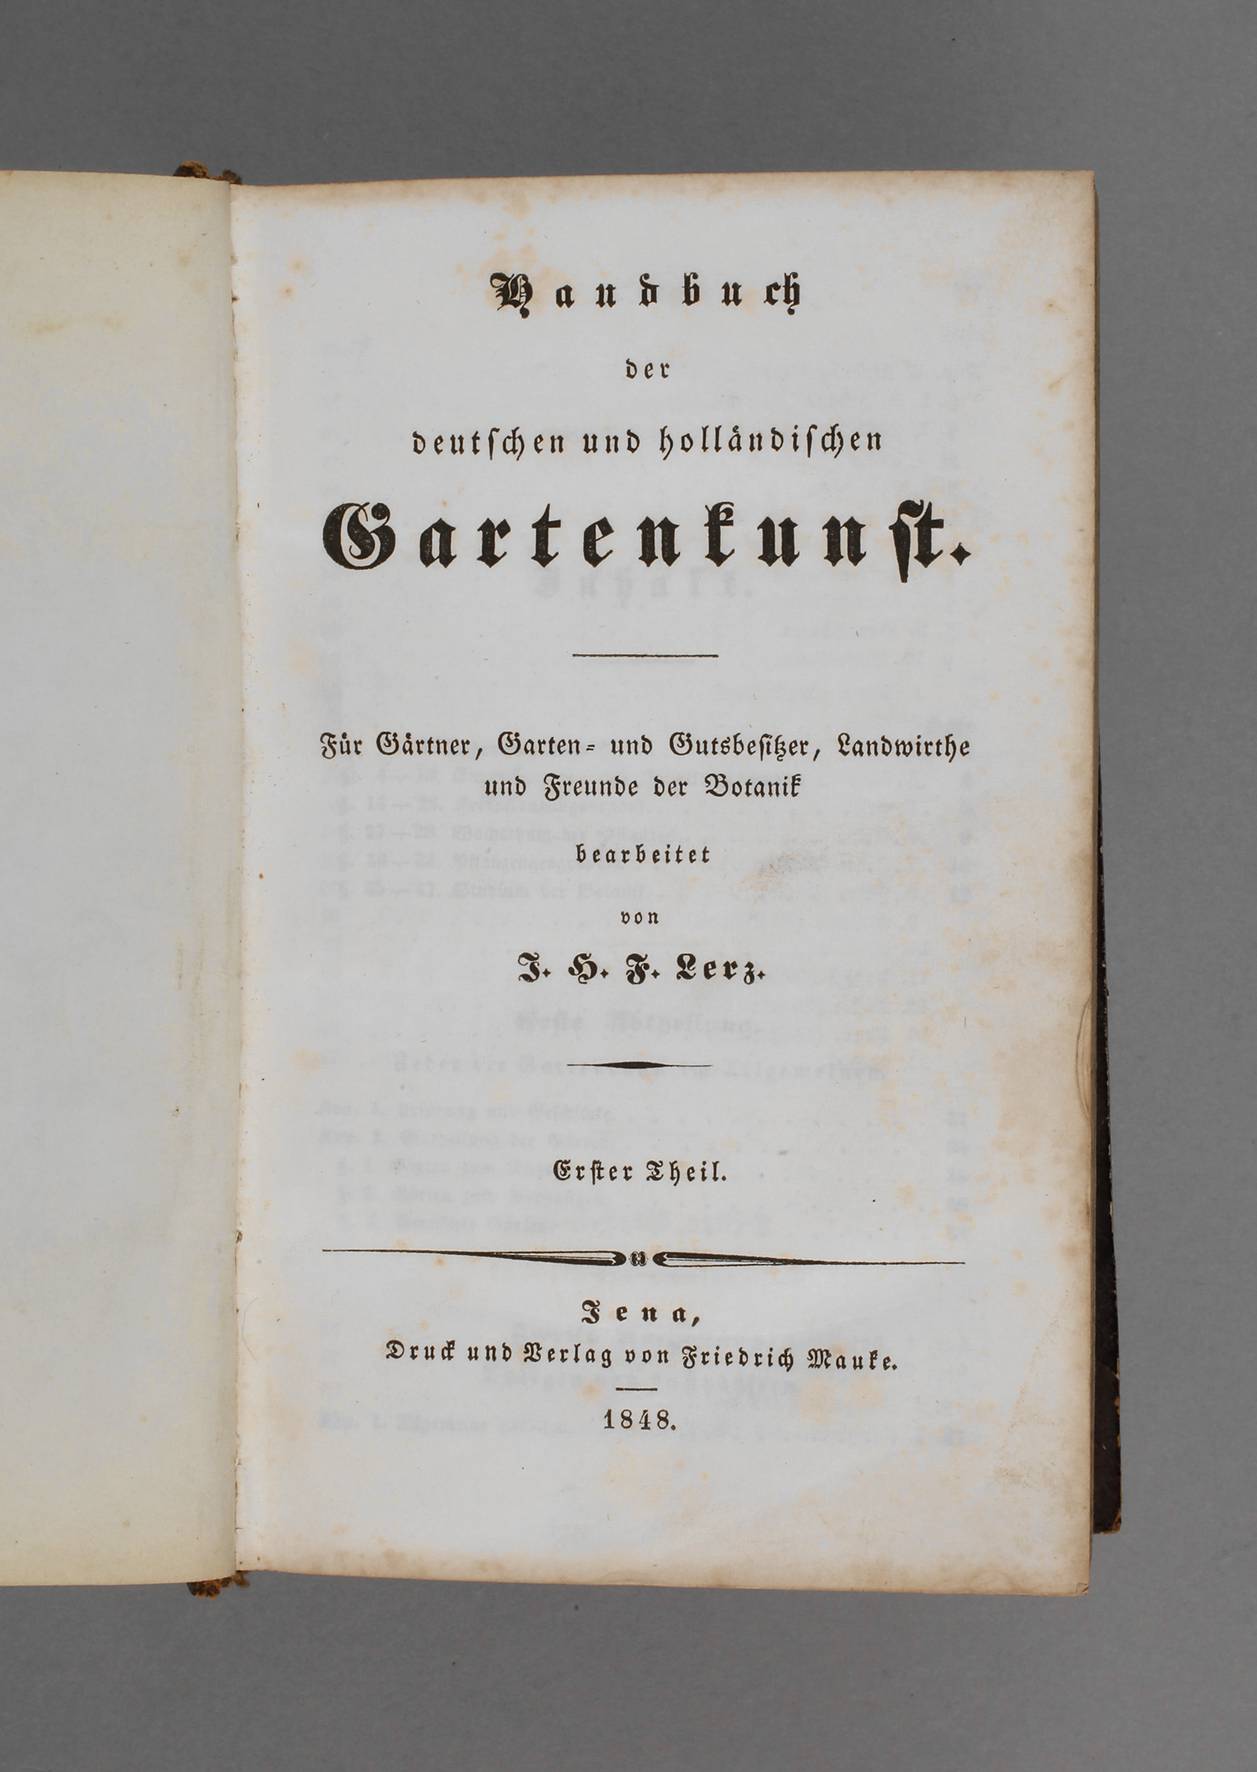 Handbuch
der
deutschen und holländischen
Gartenkunst.
Für Gärtner, Garten- und Gutsbesitzer, Landwirthe
und Freunde der Botanik
bearbeitet
von
J. H. F. Lerz.
Erster Theil.
Jena,
Druck und Verlag von Friedrich Mauke.
1848.